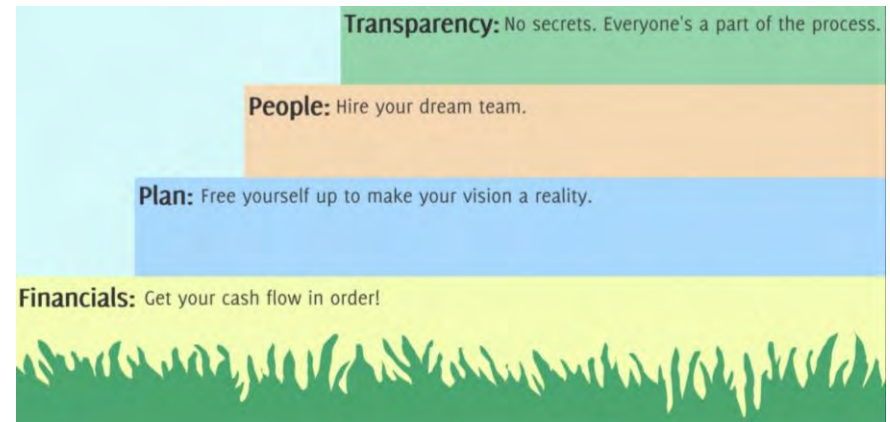 Transparency: No secrets. Everyone's a part of the process.
People: Hire your dream team.
Plan: Free yourself up to make your vision a reality.
Financials: Get your cash flow in order!